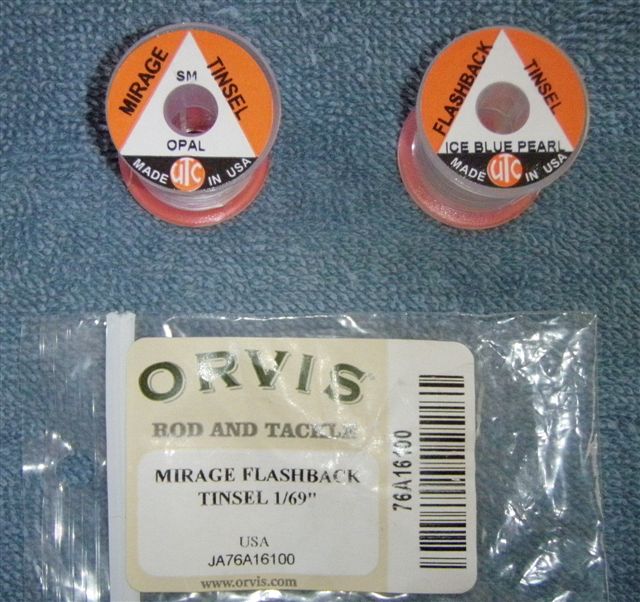 MIRAGE TINSEL
SM
OPAL
MADE UTC IN USA
FLASHBACK TINSEL
ICE BLUE PEARL
MADE UTC IN USA
ORVIS
ROD AND TACKLE
MIRAGE FLASHBACK
TINSEL 1/69"
USA
JA76A16100
www.orvis.com
76A16100